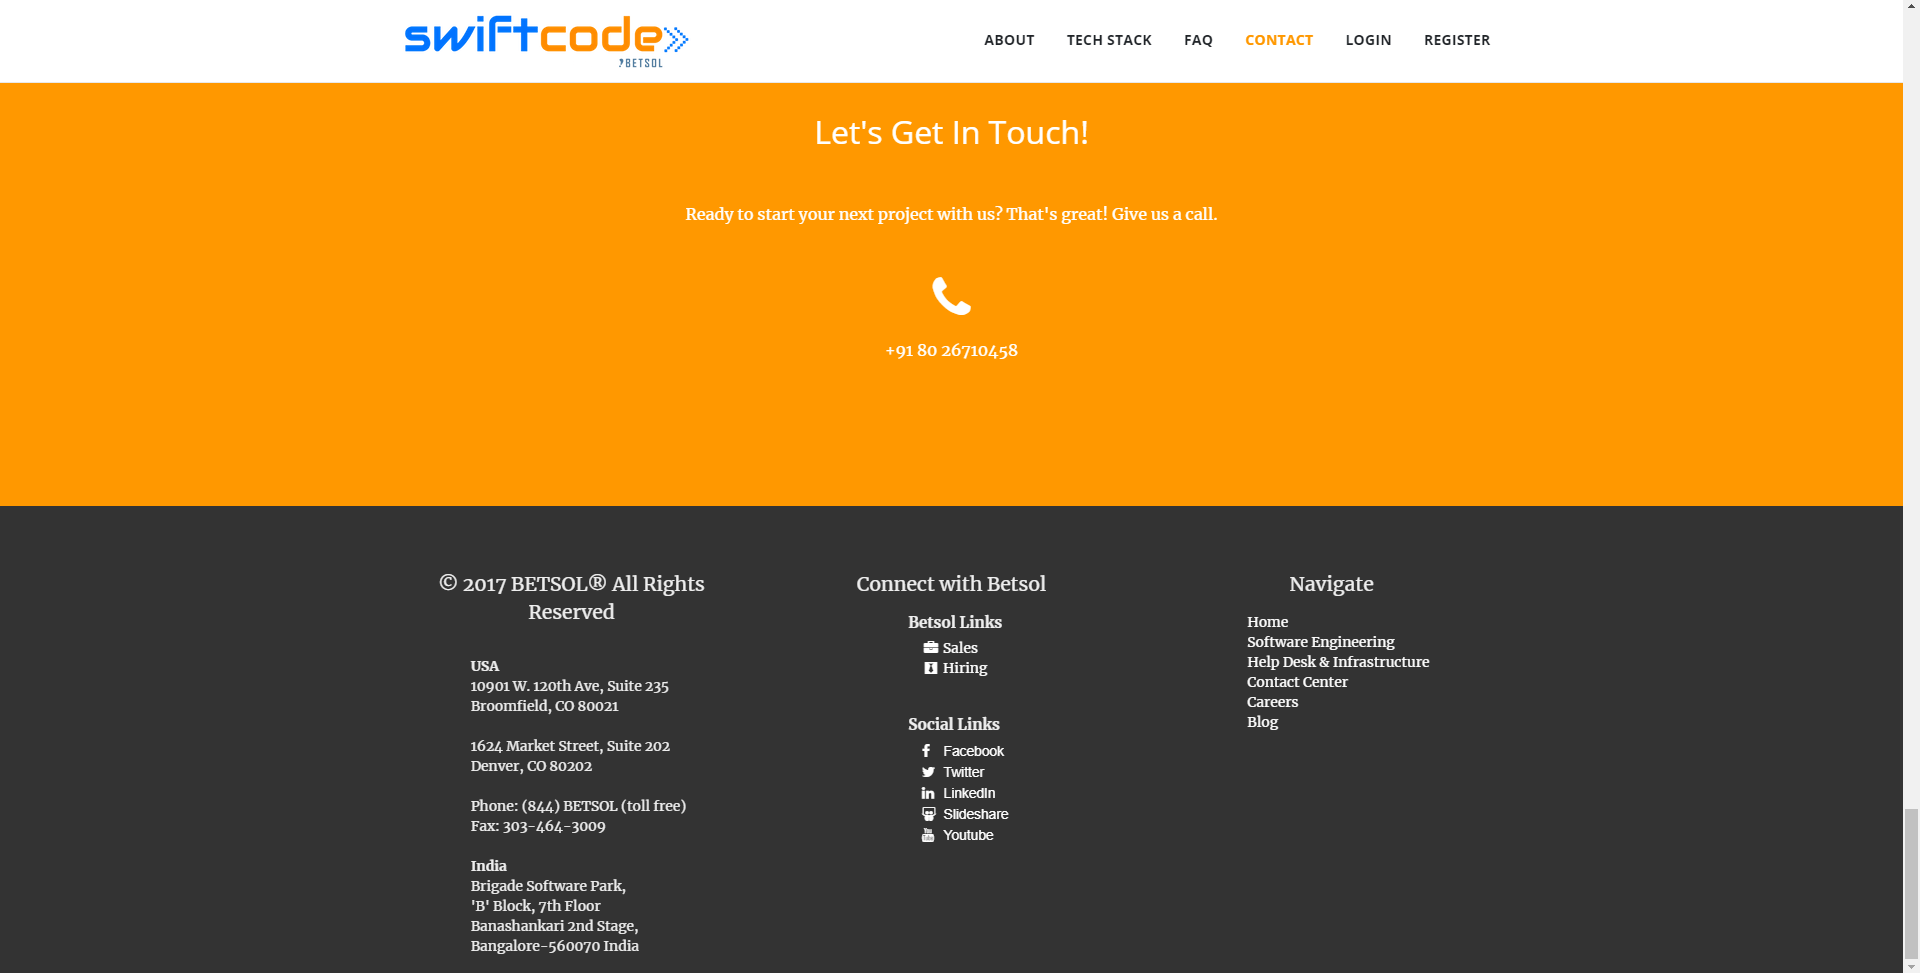 swiftcode
BETSOL
ABOUT TECH STACK FAQ CONTACT LOGIN REGISTER
Let's Get In Touch!
Ready to start your next project with us? That's great! Give us a call.
+91 80 26710458
© 2017 BETSOL® All Rights
Reserved
USA
10901 W. 120th Ave, Suite 235
Broomfield, CO 80021
1624 Market Street, Suite 202
Denver, CO 80202
Phone: (844) BETSOL (toll free)
Fax: 303-464-3009
India
Brigade Software Park,
'B' Block, 7th Floor
Banashankari 2nd Stage,
Bangalore-560070 India
Connect with Betsol
Betsol Links
Sales
Hiring
Social Links
Facebook
Twitter
LinkedIn
Slideshare
Youtube
Navigate
Home
Software Engineering
Help Desk & Infrastructure
Contact Center
Careers
Blog